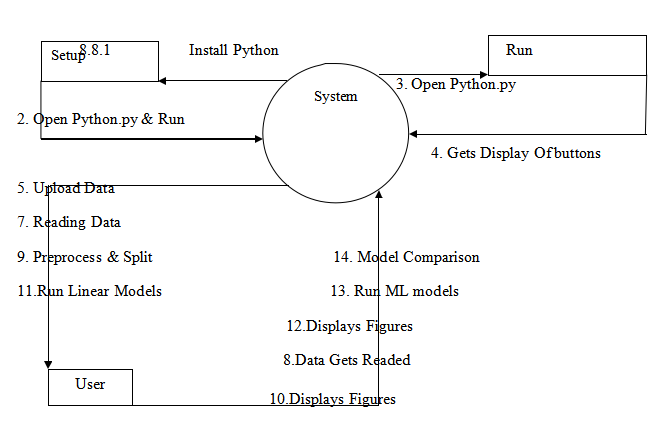 8.8.1 Install Python
Setup
Run
System
3. Open Python.py
2. Open Python.py & Run
4. Gets Display Ofbuttons
5. Upload Data
7. Reading Data
9. Preprocess & Split
14. Model Comparison
11.Run Linear Models
13. Run ML models
12.Displays Figures
8.Data Gets Readed
User
10.Displays Figures